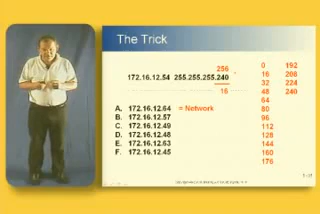 The Trick
256
172.16.12.54 255.255.255.240
16
A. 172.16.12.64 = Network
B. 172.16.12.57
C. 172.16.12.49
D. 172.16.12.48
E. 172.16.12.63
F. 172.16.12.45
0 192
16 208
32 224
48 240
64
80
96
112
128
144
160
176